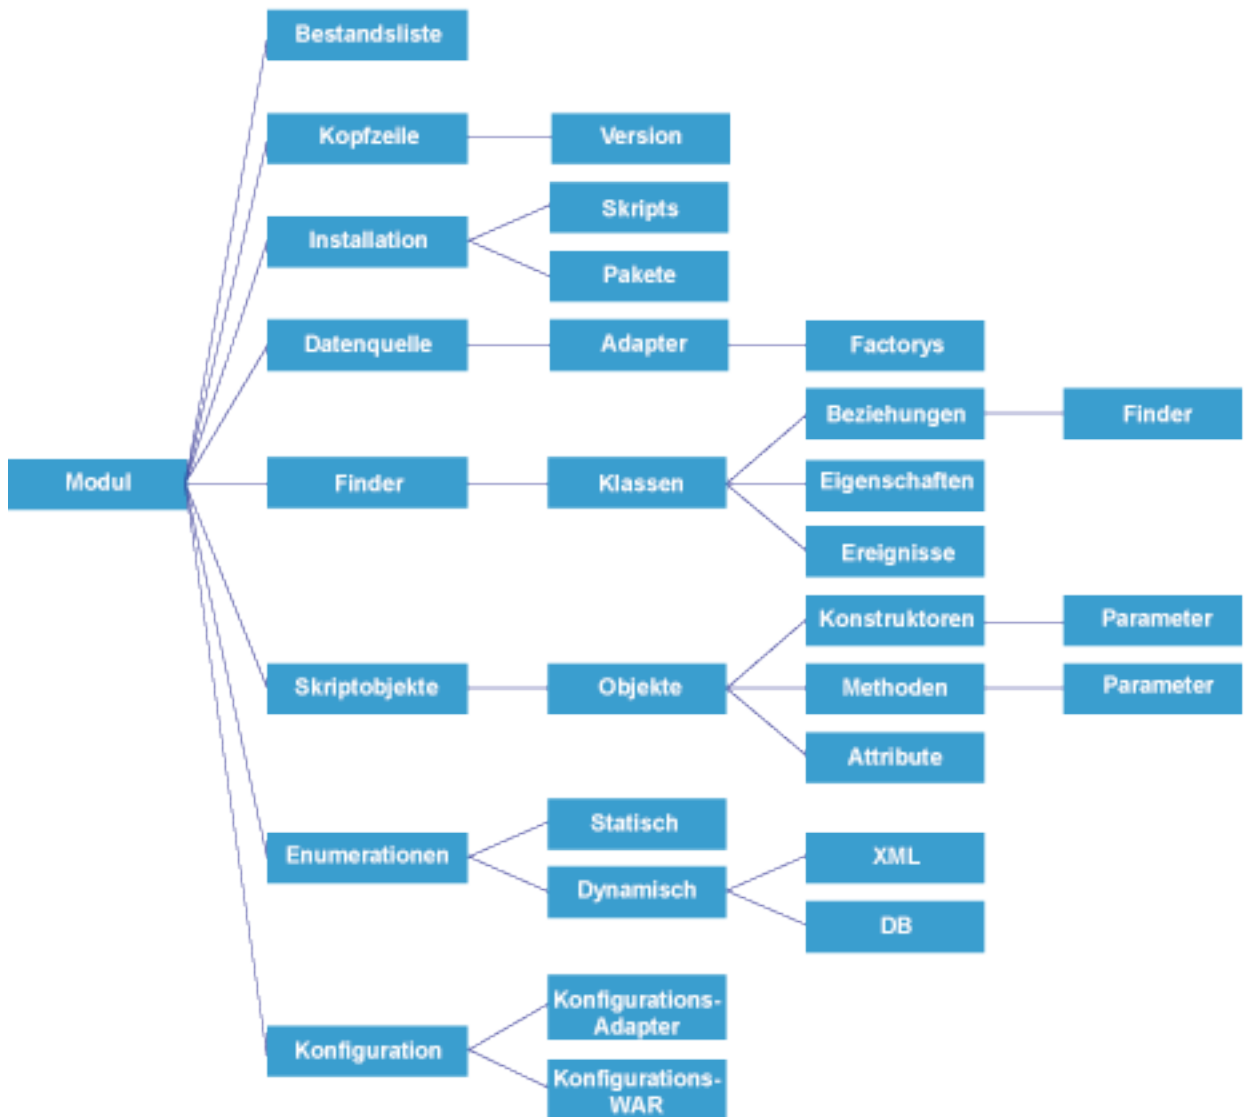 Bestandsliste
Kopfzeile
Version
Skripts
Installation
Pakete
Datenquelle
Adapter
Factorys
Beziehungen
Finder
Modul
Finder
Klassen
Eigenschaften
Ereignisse
Konstruktoren
Parameter
Skriptobjekte
Objekte
Methoden
Parameter
Attribute
Statisch
Enumerationen
XML
Dynamisch
DB
Konfigurations-
Adapter
Konfiguration
Konfigurations-
WAR